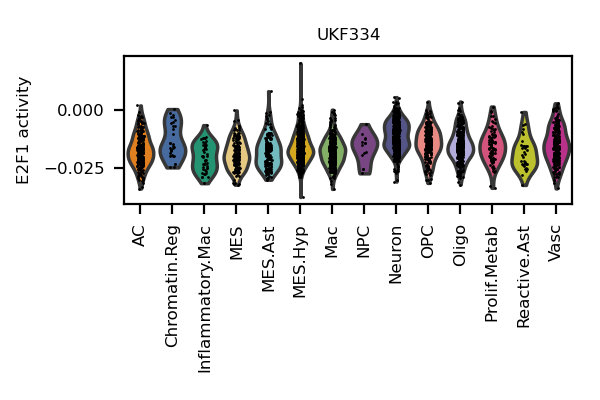 UKF334
E2F1 activity
0.000
−0.025
AC
Chromatin.Reg
Inflammatory.Mac
MES
MES.Ast
MES.Hyp
Mac
NPC
Neuron
OPC
Oligo
Prolif.Metab
Reactive.Ast
Vasc